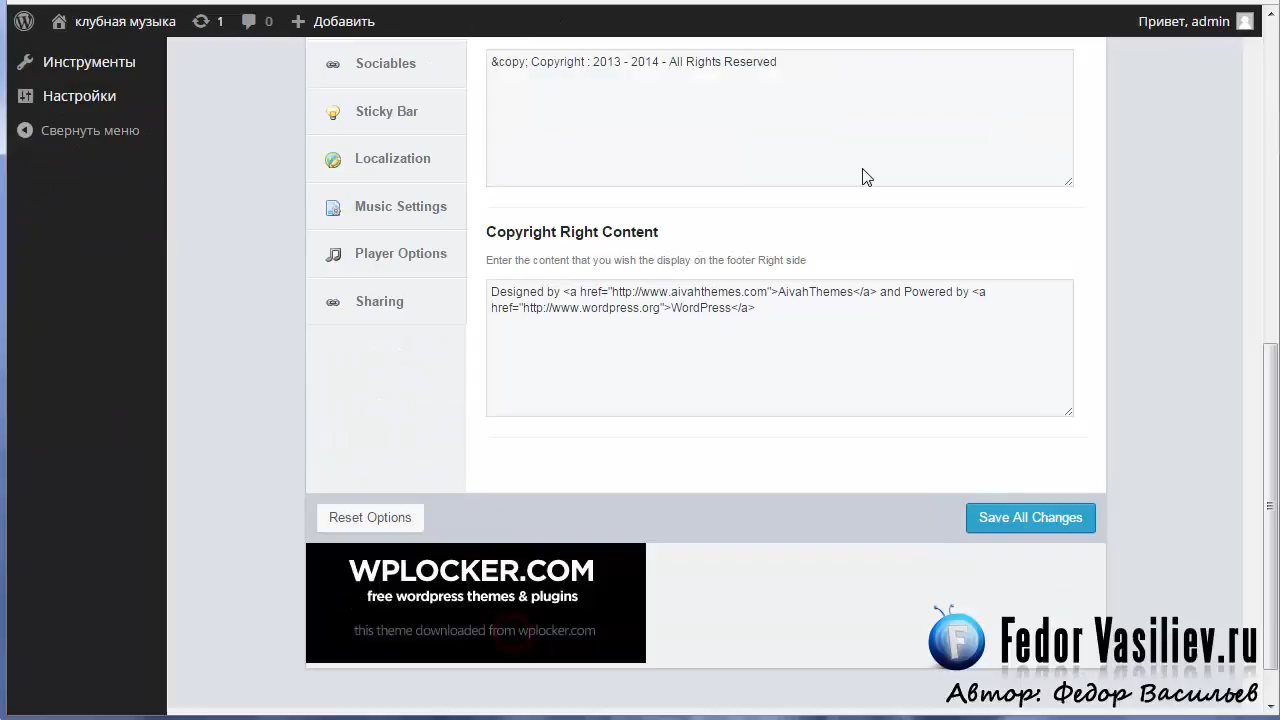 клубная музыка
1
0
Добавить
Привет, admin
Инструменты
Настройки
Свернуть меню
Sociables
Sticky Bar
Localization
Music Settings
Player Options
Sharing
&copy; Copyright : 2013 - 2014 - All Rights Reserved
Copyright Right Content
Enter the content that you wish the display on the footer Right side
Designed by <a href="http://www.aivahthemes.com">AivahThemes</a> and Powered by <a
href="http://www.wordpress.org">WordPress</a>
Reset Options
Save All Changes
WPLOCKER.COM
free wordpress themes & plugins
this theme downloaded from wplocker.com
F
Fedor Vasiliev.ru
Автор: Федор Васильев